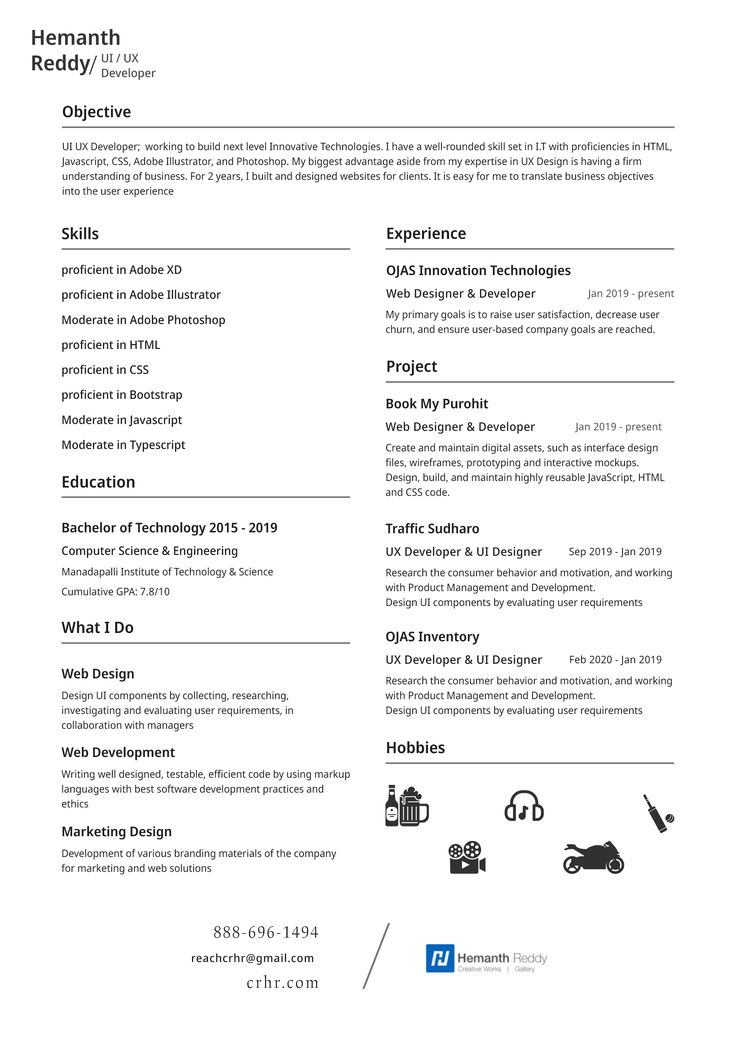 Hemanth
Reddy/ UI / UX
Developer
Objective
UI UX Developer; working to build next level Innovative Technologies. I have a well-rounded skill set in I.T with proficiencies in HTML,
Javascript, CSS, Adobe Illustrator, and Photoshop. My biggest advantage aside from my expertise in UX Design is having a firm
understanding of business. For 2 years, I built and designed websites for clients. It is easy for me to translate business objectives
into the user experience
Skills
proficient in Adobe XD
proficient in Adobe Illustrator
Moderate in Adobe Photoshop
proficient in HTML
proficient in CSS
proficient in Bootstrap
Moderate in Javascript
Moderate in Typescript
Education
Bachelor of Technology 2015 - 2019
Computer Science & Engineering
Manadapalli Institute of Technology & Science
Cumulative GPA: 7.8/10
What I Do
Web Design
Design UI components by collecting, researching,
investigating and evaluating user requirements, in
collaboration with managers
Web Development
Writing well designed, testable, efficient code by using markup
languages with best software development practices and
ethics
Marketing Design
Development of various branding materials of the company
for marketing and web solutions
Experience
OJAS Innovation Technologies
Web Designer & Developer Jan 2019 - present
My primary goals is to raise user satisfaction, decrease user
churn, and ensure user-based company goals are reached.
Project
Book My Purohit
Web Designer & Developer Jan 2019 - present
Create and maintain digital assets, such as interface design
files, wireframes, prototyping and interactive mockups.
Design, build, and maintain highly reusable JavaScript, HTML
and CSS code.
Traffic Sudharo
UX Developer & UI Designer Sep 2019 - Jan 2019
Research the consumer behavior and motivation, and working
with Product Management and Development.
Design UI components by evaluating user requirements
OJAS Inventory
UX Developer & UI Designer Feb 2020 - Jan 2019
Research the consumer behavior and motivation, and working
with Product Management and Development.
Design UI components by evaluating user requirements
Hobbies
888-696-1494
reachcrhr@gmail.com
crhr.com
Hemanth Reddy
Creative Works | Gallery